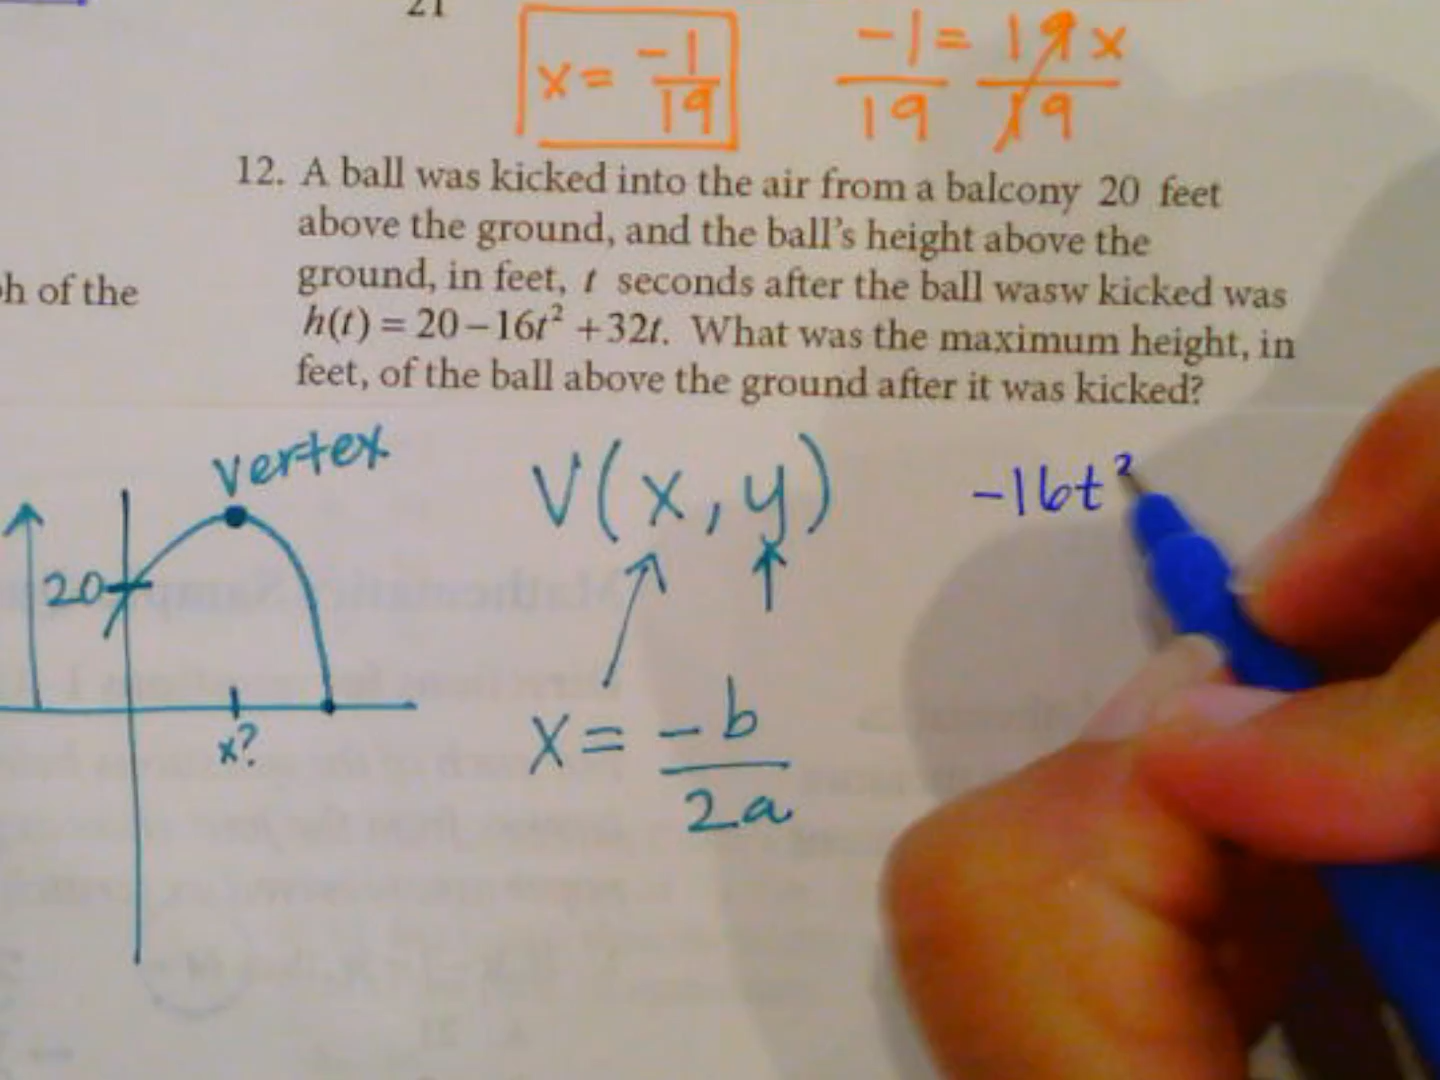 21
x = -1/19
-1 = 19x
19 19
12. A ball was kicked into the air from a balcony 20 feet
above the ground, and the ball's height above the
ground, in feet, t seconds after the ball wasw kicked was
h(t) = 20 – 16t² + 32t. What was the maximum height, in
feet, of the ball above the ground after it was kicked?
h of the
vertex
20
x?
V(x, y)
x = -b/2a
-16t²